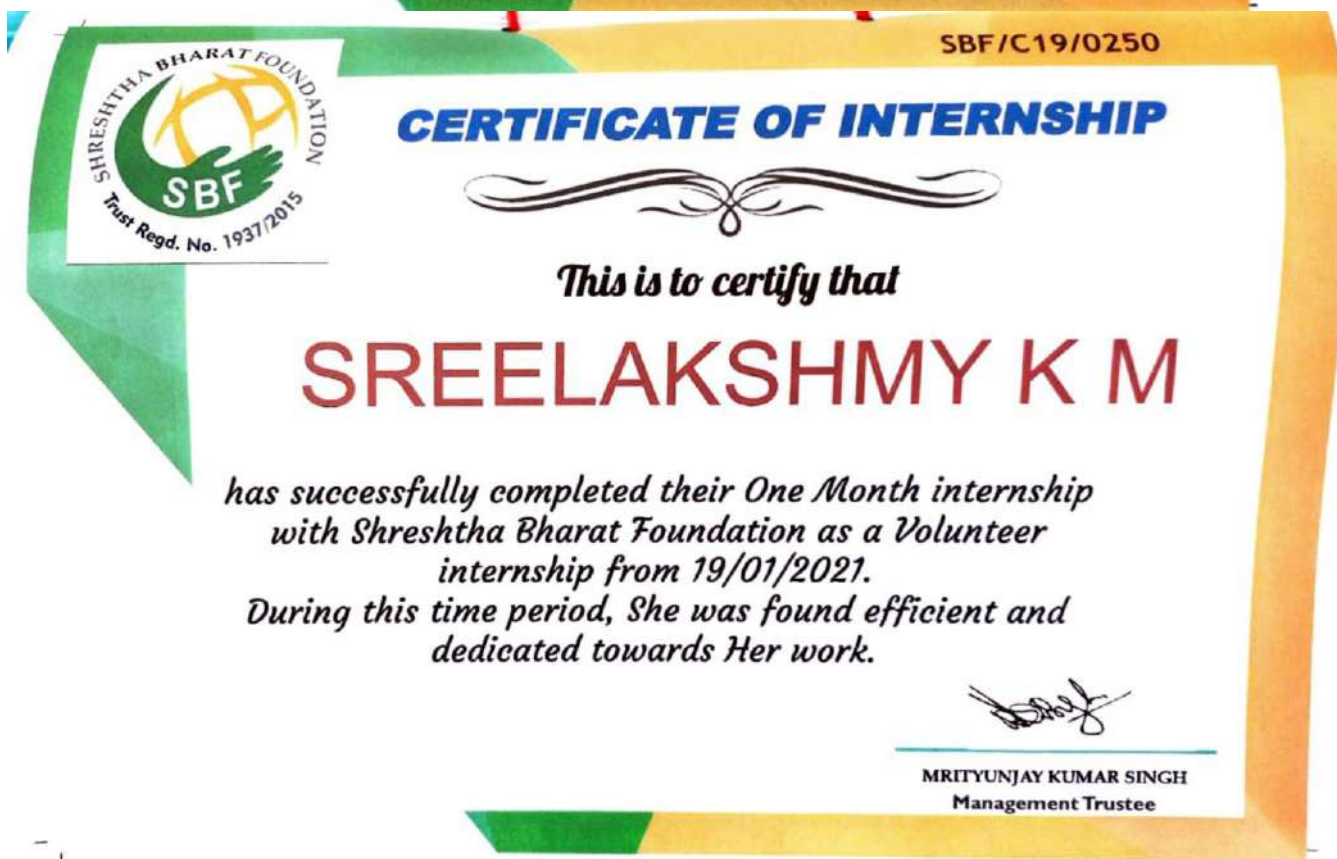 SBF/C19/0250
SHRESHTHA BHARAT FOUNDATION
SBF
Trust Regd. No. 1937/2015
CERTIFICATE OF INTERNSHIP
This is to certify that
SREELAKSHMY K M
has successfully completed their One Month internship
with Shreshtha Bharat Foundation as a Volunteer
internship from 19/01/2021.
During this time period, She was found efficient and
dedicated towards Her work.
MRITYUNJAY KUMAR SINGH
Management Trustee